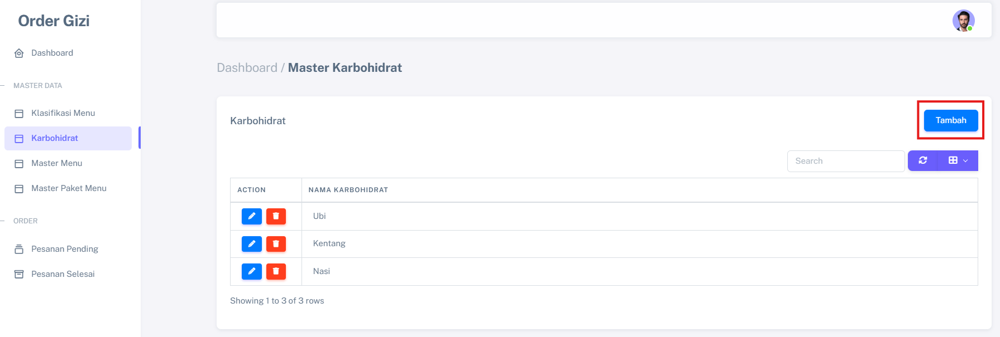 Order Gizi
Dashboard
MASTER DATA
Klasifikasi Menu
Karbohidrat
Master Menu
Master Paket Menu
ORDER
Pesanan Pending
Pesanan Selesai
Dashboard / Master Karbohidrat
Karbohidrat
Tambah
Search
ACTION NAMA KARBOHIDRAT
Ubi
Kentang
Nasi
Showing 1 to 3 of 3 rows